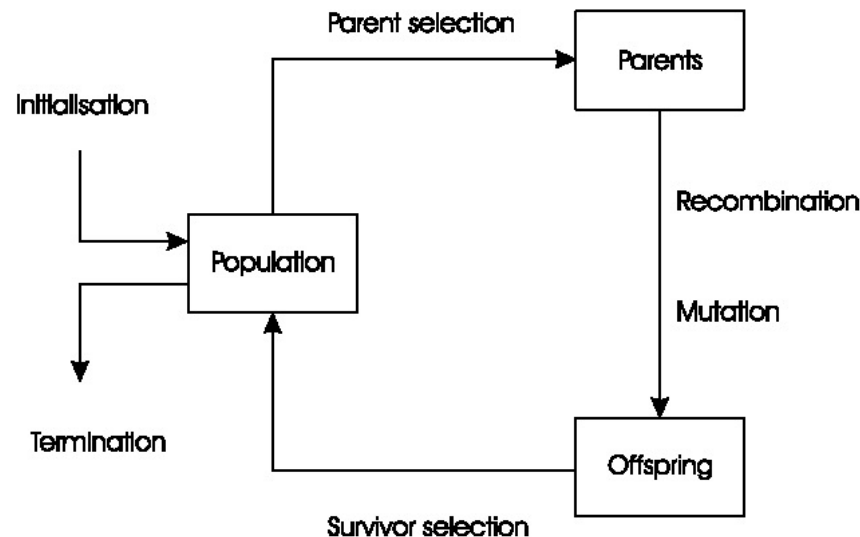 Parent selection
Parents
Initialisation
Recombination
Population
Mutation
Termination
Offspring
Survivor selection